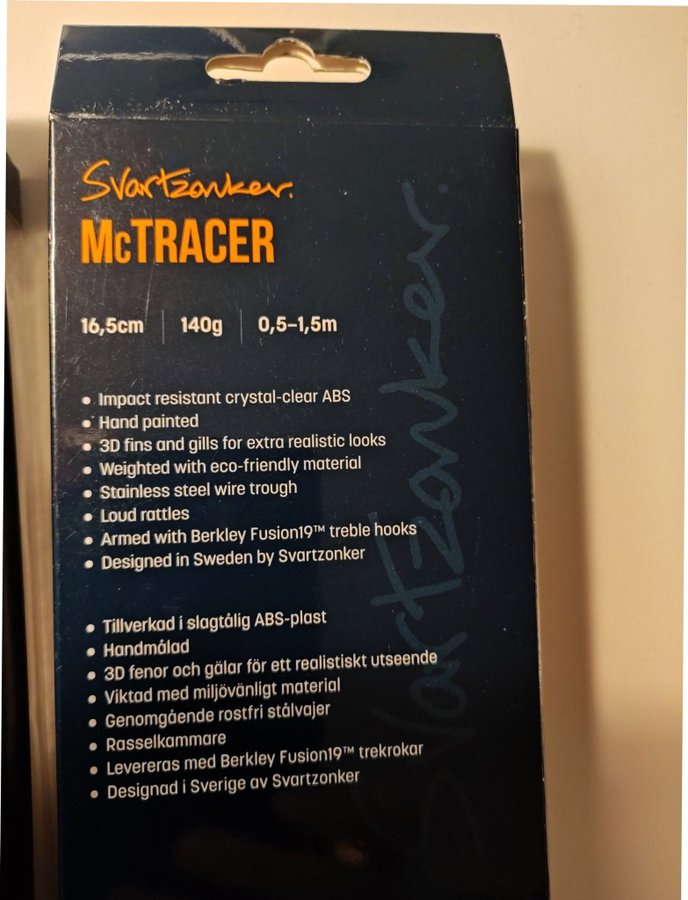 Svartzonker.
McTRACER
16,5cm | 140g | 0,5–1,5m
• Impact resistant crystal-clear ABS
• Hand painted
• 3D fins and gills for extra realistic looks
• Weighted with eco-friendly material
• Stainless steel wire trough
• Loud rattles
• Armed with Berkley Fusion19™ treble hooks
• Designed in Sweden by Svartzonker
• Tillverkad i slagtålig ABS-plast
• Handmålad
• 3D fenor och gälar för ett realistiskt utseende
• Viktad med miljövänligt material
• Genomgående rostfri stålvajer
• Rasselkammare
• Levereras med Berkley Fusion19™ trekrokar
• Designad i Sverige av Svartzonker
Svartzonker.